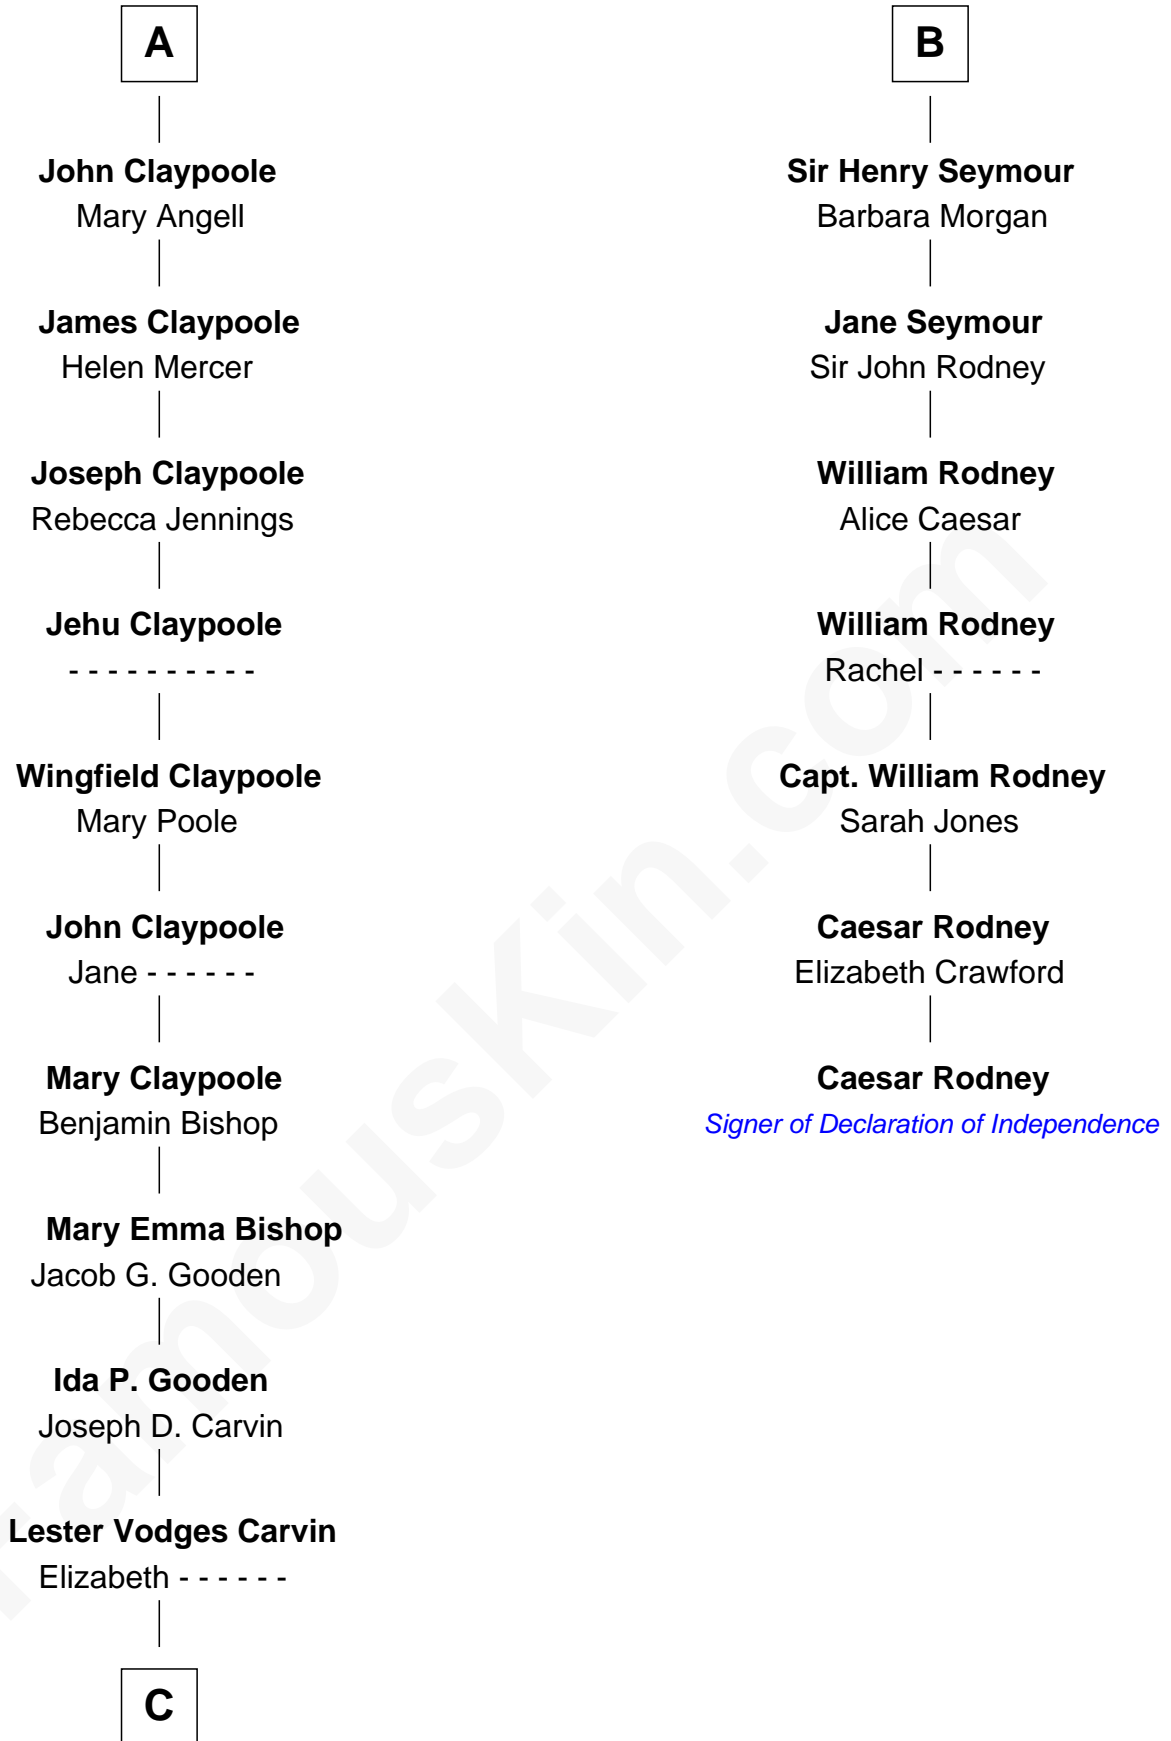 A
John Claypoole
Mary Angell
James Claypoole
Helen Mercer
Joseph Claypoole
Rebecca Jennings
Jehu Claypoole
- - - - - - - - - -
Wingfield Claypoole
Mary Poole
John Claypoole
Jane - - - - - -
Mary Claypoole
Benjamin Bishop
Mary Emma Bishop
Jacob G. Gooden
Ida P. Gooden
Joseph D. Carvin
Lester Vodges Carvin
Elizabeth - - - - - -
C
B
Sir Henry Seymour
Barbara Morgan
Jane Seymour
Sir John Rodney
William Rodney
Alice Caesar
William Rodney
Rachel - - - - - -
Capt. William Rodney
Sarah Jones
Caesar Rodney
Elizabeth Crawford
Caesar Rodney
Signer of Declaration of Independence
FamousKin.com